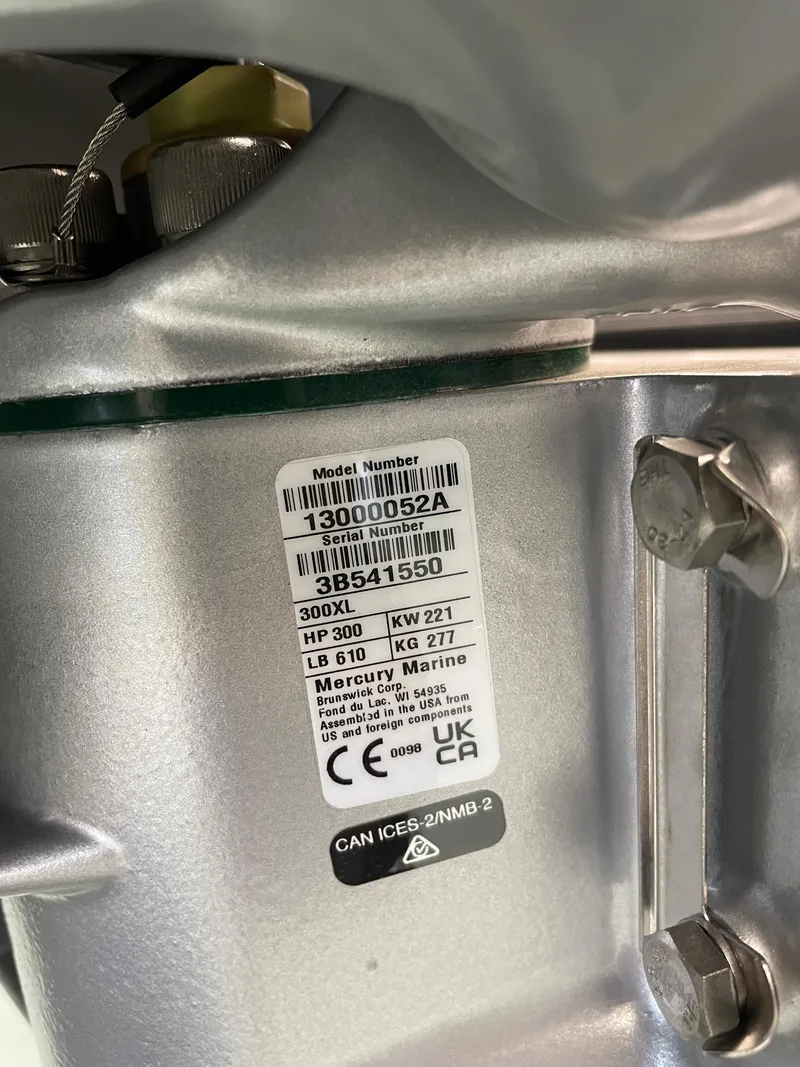 Model Number
13000052A
Serial Number
3B541550
300XL
HP 300 KW 221
LB 610 KG 277
Mercury Marine
Brunswick Corp.
Fond du Lac, WI 54935
Assembled in the USA from
US and foreign components
CE 0098 UK
CA
CAN ICES-2/NMB-2